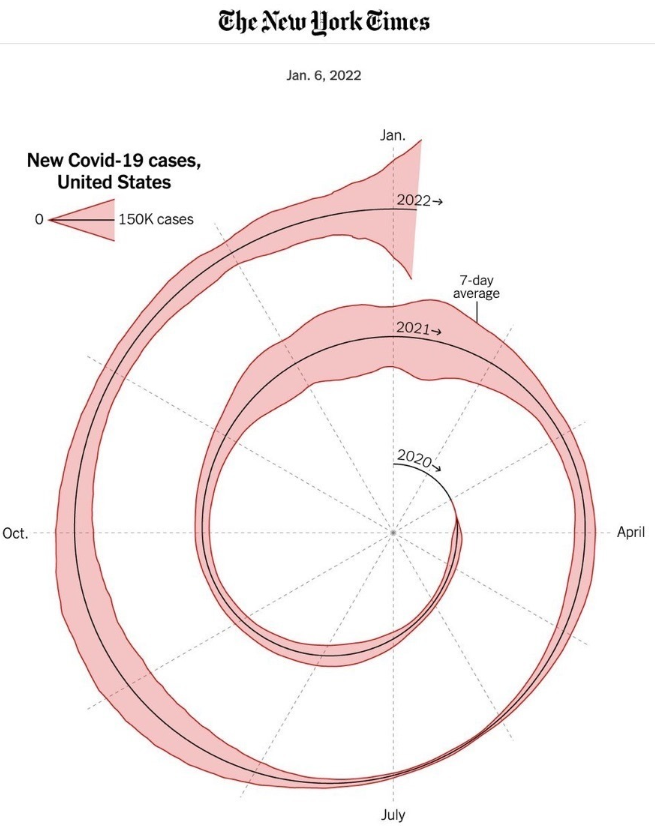 The New York Times
Jan. 6, 2022
Jan.
New Covid-19 cases,
United States
0 150K cases
2022→
7-day
average
2021→
2020→
Oct.
April
July